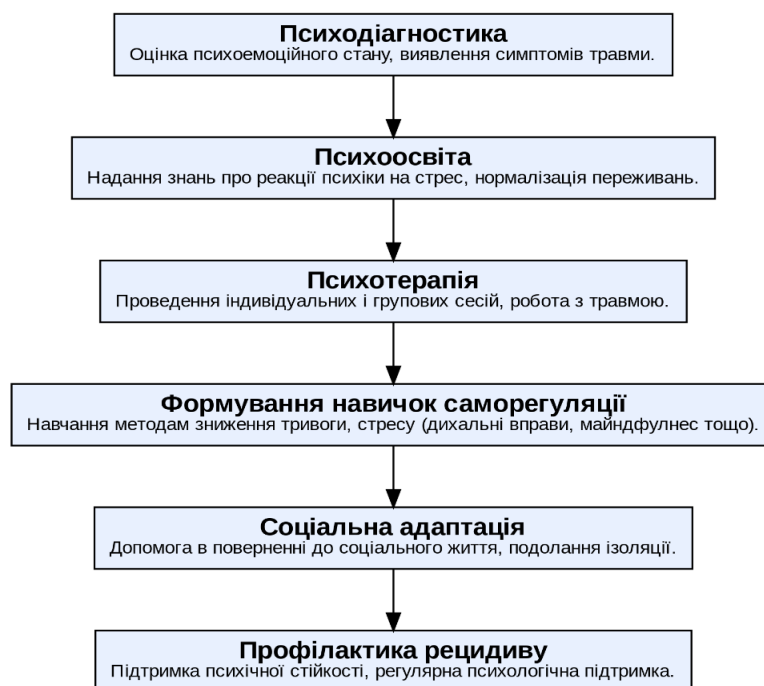 Психодіагностика
Оцінка психоемоційного стану, виявлення симптомів травми.
Психоосвіта
Надання знань про реакції психіки на стрес, нормалізація переживань.
Психотерапія
Проведення індивідуальних і групових сесій, робота з травмою.
Формування навичок саморегуляції
Навчання методам зниження тривоги, стресу (дихальні вправи, майндфулнес тощо).
Соціальна адаптація
Допомога в поверненні до соціального життя, подолання ізоляції.
Профілактика рецидиву
Підтримка психічної стійкості, регулярна психологічна підтримка.